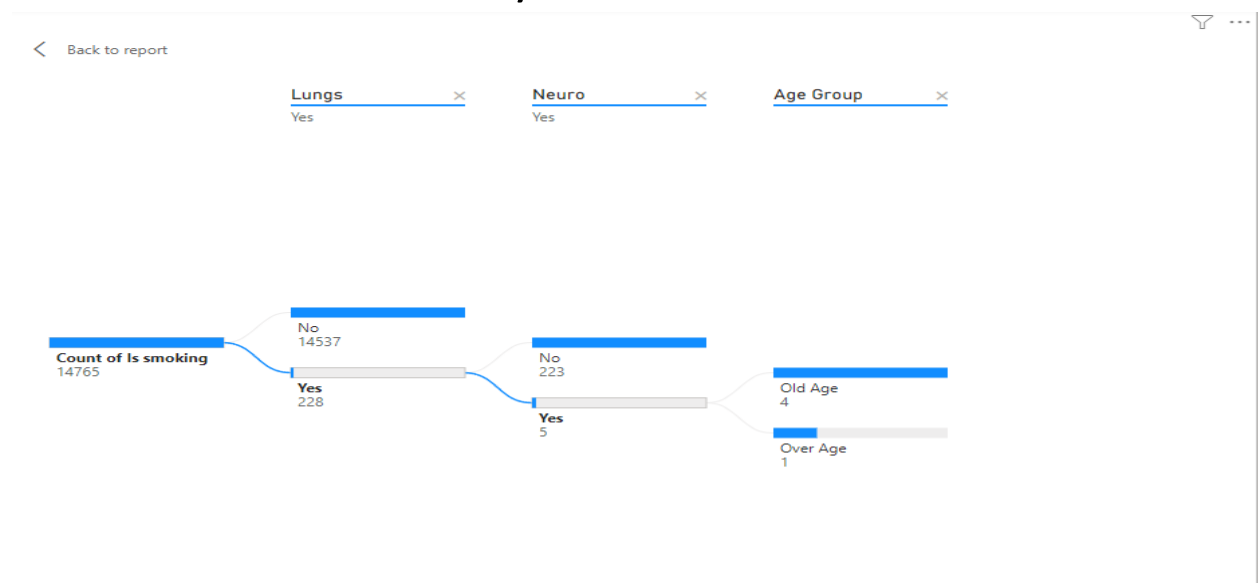 Back to report
Lungs
Yes
Neuro
Yes
Age Group
Count of Is smoking
14765
No
14537
Yes
228
No
223
Yes
5
Old Age
4
Over Age
1